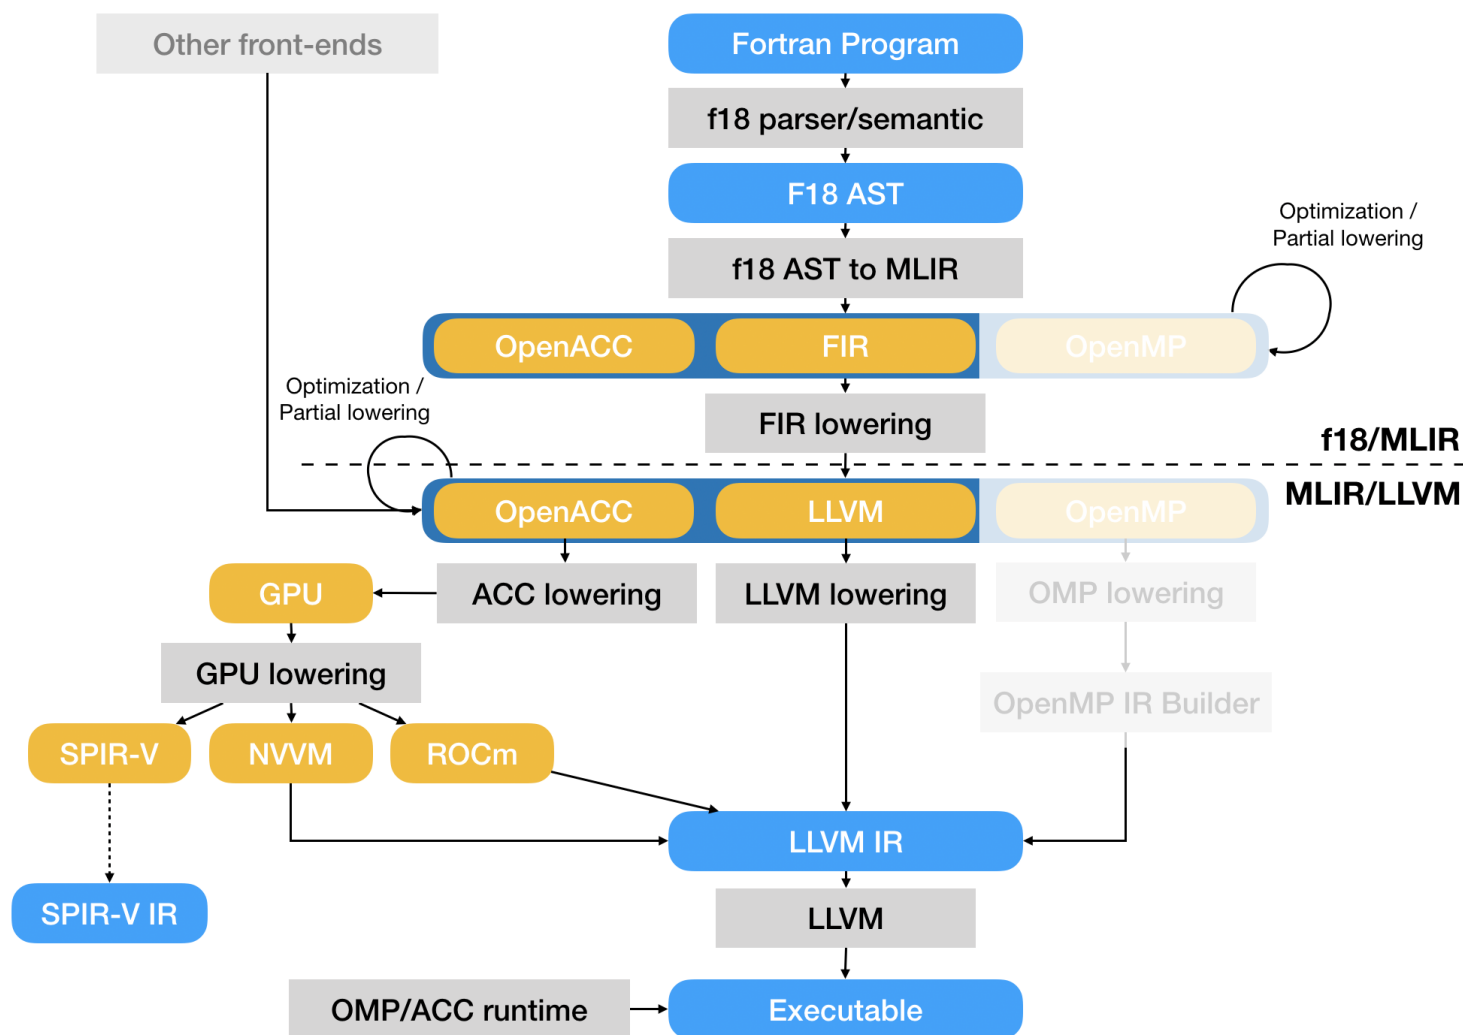 Other front-ends
Fortran Program
f18 parser/semantic
F18 AST
Optimization /
Partial lowering
f18 AST to MLIR
OpenACC
FIR
OpenMP
Optimization /
Partial lowering
FIR lowering
f18/MLIR
MLIR/LLVM
OpenACC
LLVM
OpenMP
GPU
ACC lowering
LLVM lowering
OMP lowering
GPU lowering
OpenMP IR Builder
SPIR-V
NVVM
ROCm
LLVM IR
SPIR-V IR
LLVM
OMP/ACC runtime
Executable